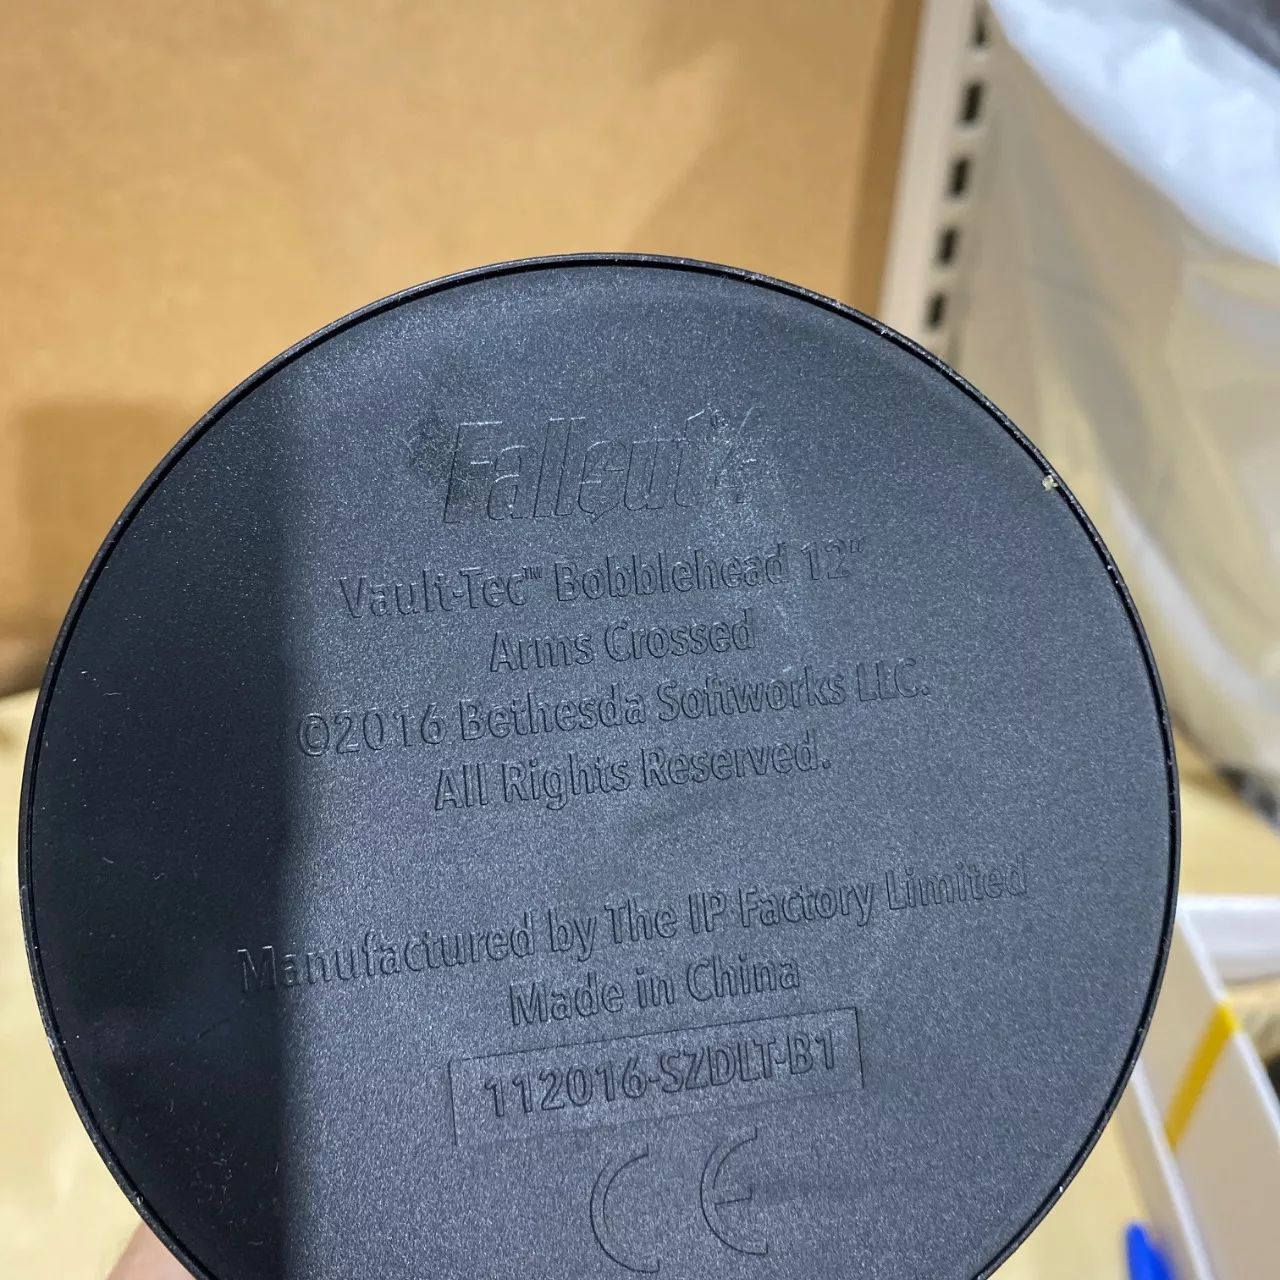 Fallout 4
Vault-Tec™ Bobblehead 12"
Arms Crossed
©2016 Bethesda Softworks LLC.
All Rights Reserved.
Manufactured by The IP Factory Limited
Made in China
112016-SZDLT-B1
CE